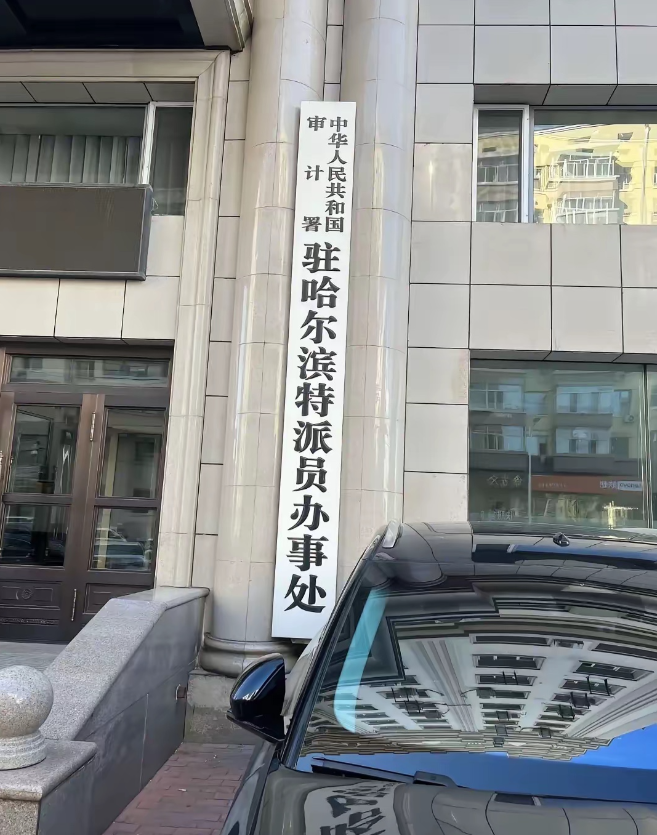 中华人民共和国
审计署
驻哈尔滨特派员办事处